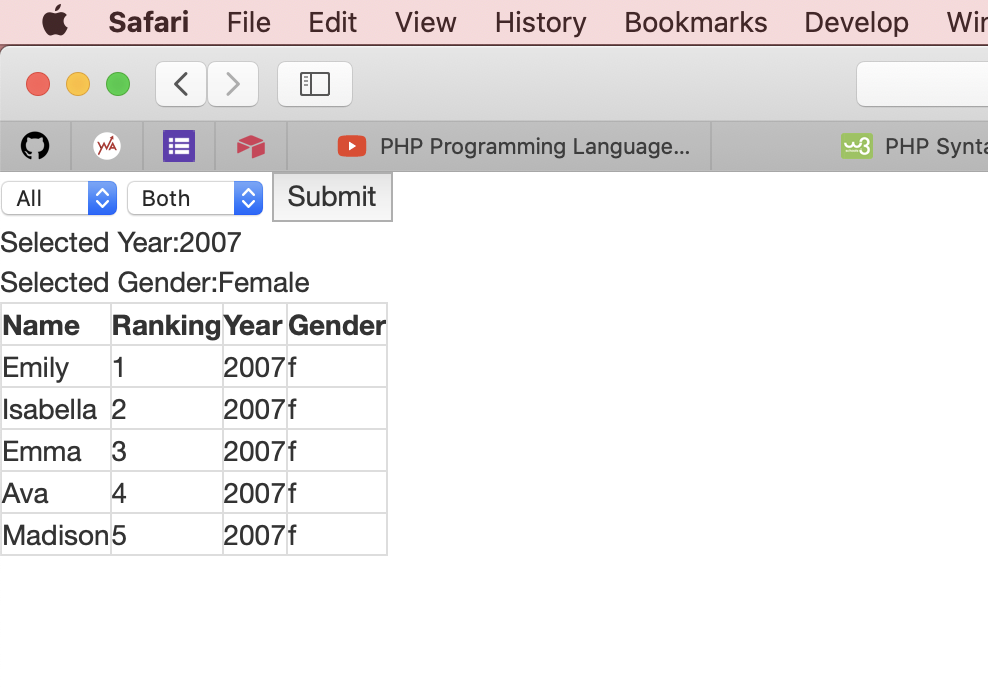 Safari File Edit View History Bookmarks Develop
PHP Programming Language... PHP
All Both Submit
Selected Year:2007
Selected Gender:Female
Name Ranking Year Gender
Emily 1 2007 f
Isabella 2 2007 f
Emma 3 2007 f
Ava 4 2007 f
Madison 5 2007 f